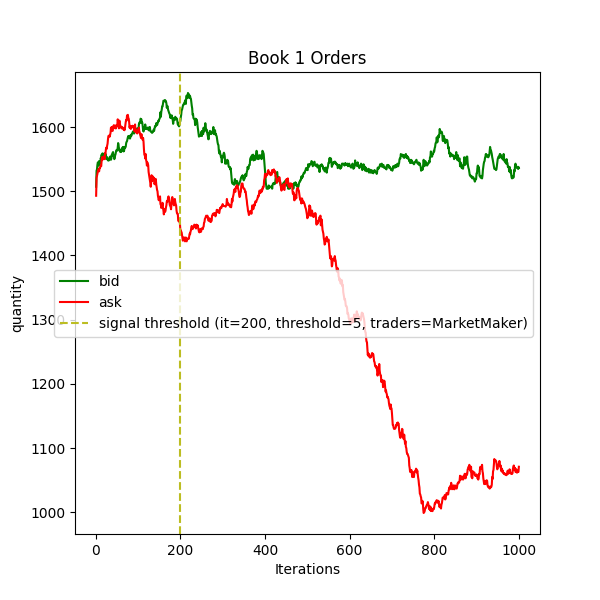 Book 1 Orders
quantity
1600
1500
1400
1300
1200
1100
1000
bid
ask
signal threshold (it=200, threshold=5, traders=MarketMaker)
0 200 400 600 800 1000
Iterations